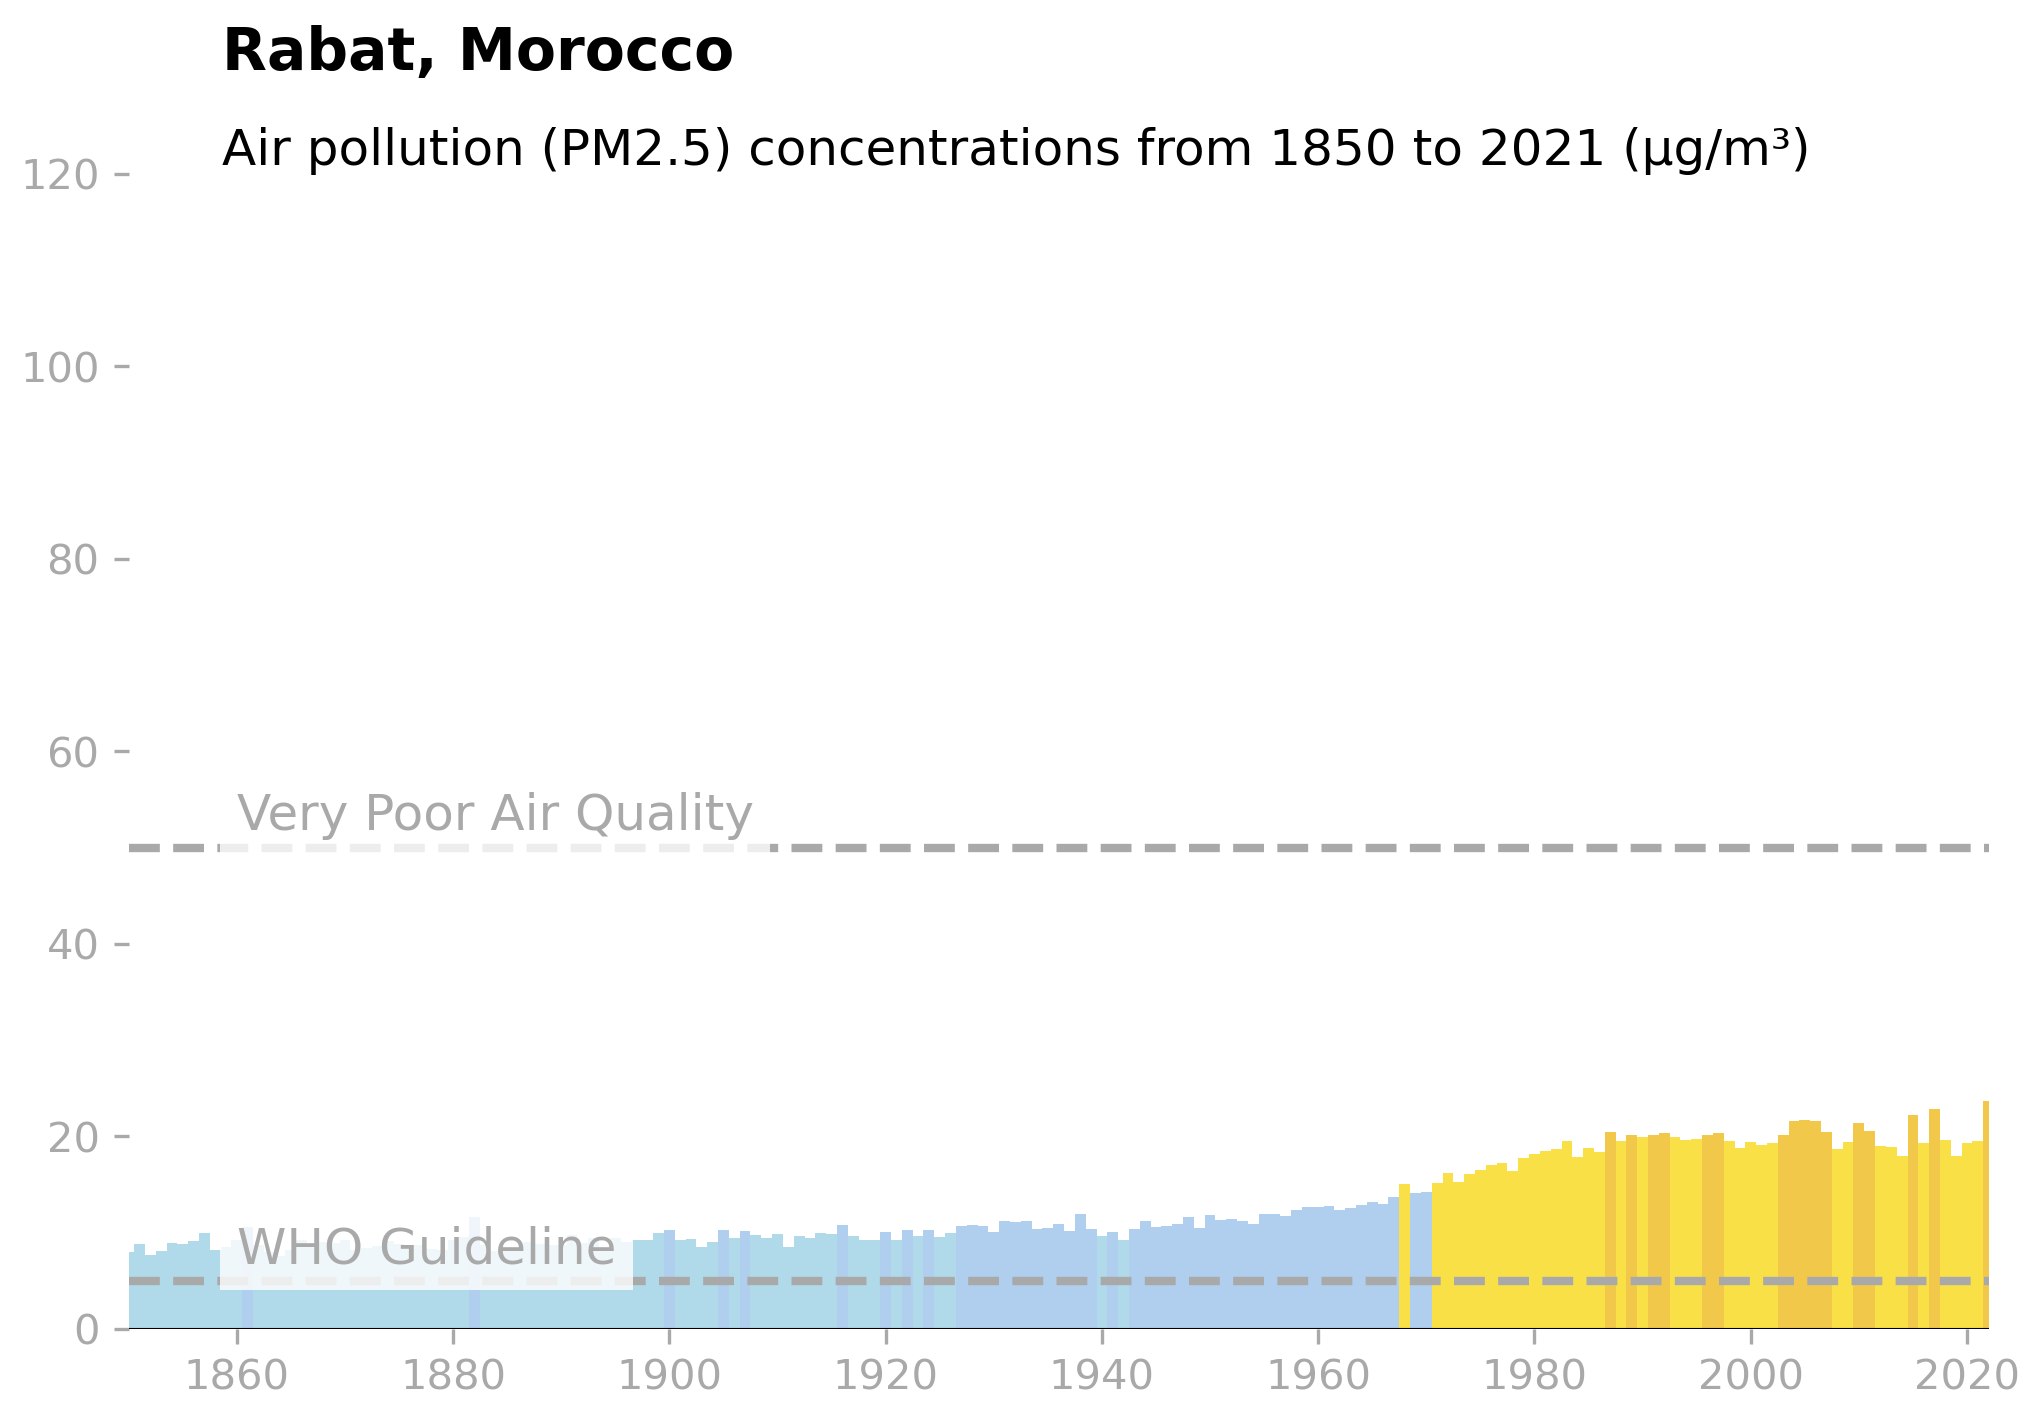 Rabat, Morocco
Air pollution (PM2.5) concentrations from 1850 to 2021 (µg/m³)
120
100
80
60
Very Poor Air Quality
40
20
WHO Guideline
0
1860 1880 1900 1920 1940 1960 1980 2000 2020